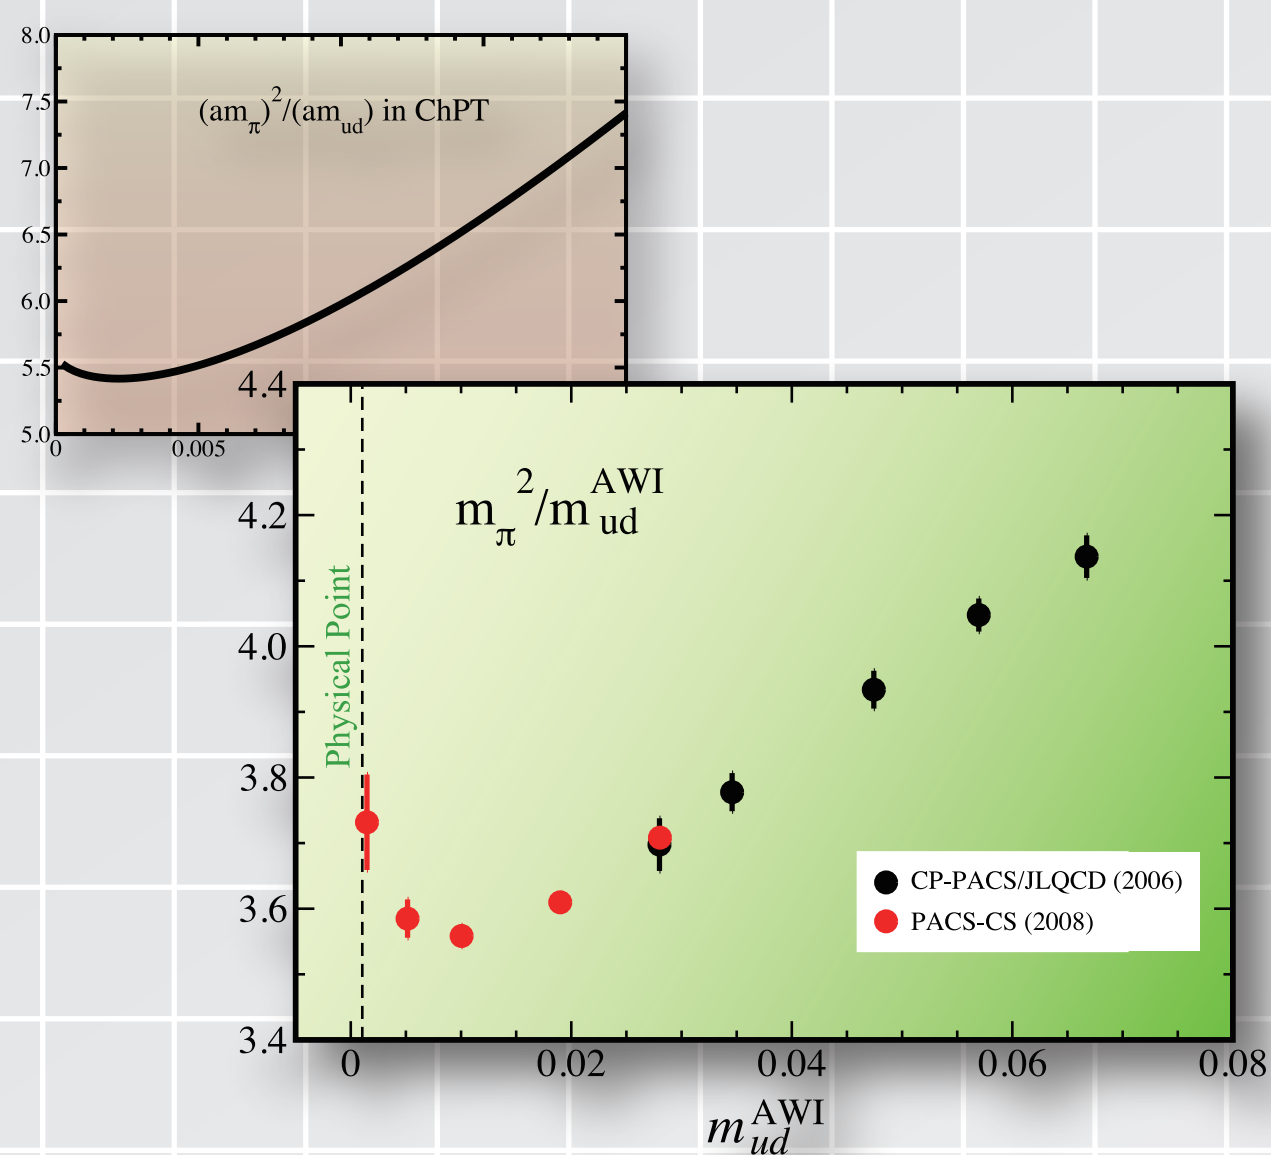 8.0
7.5
7.0
6.5
6.0
5.5
5.0
0
0.005
(amπ)²/(amud) in ChPT
4.4
4.2
4.0
3.8
3.6
3.4
mπ²/mudAWI
Physical Point
CP-PACS/JLQCD (2006)
PACS-CS (2008)
0 0.02 0.04 0.06 0.08
mudAWI